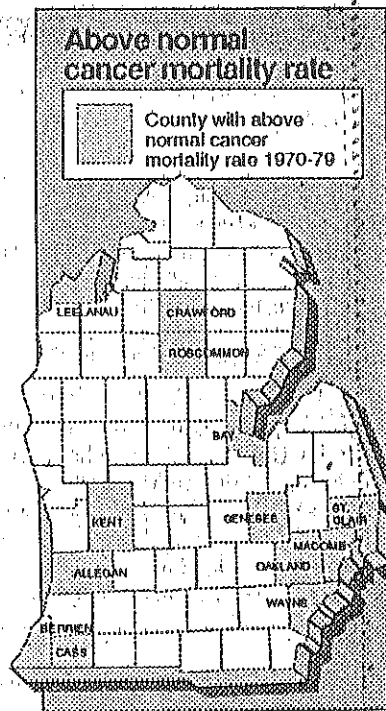 Above normal
cancer mortality rate
County with above
normal cancer
mortality rate 1970-79
LEELANAU
CRAWFORD
ROSCOMMON
BAY
KENT
GENESEE
ST.
CLAIR
MACOMB
ALLEGAN
OAKLAND
WAYNE
BERRIEN
CASS